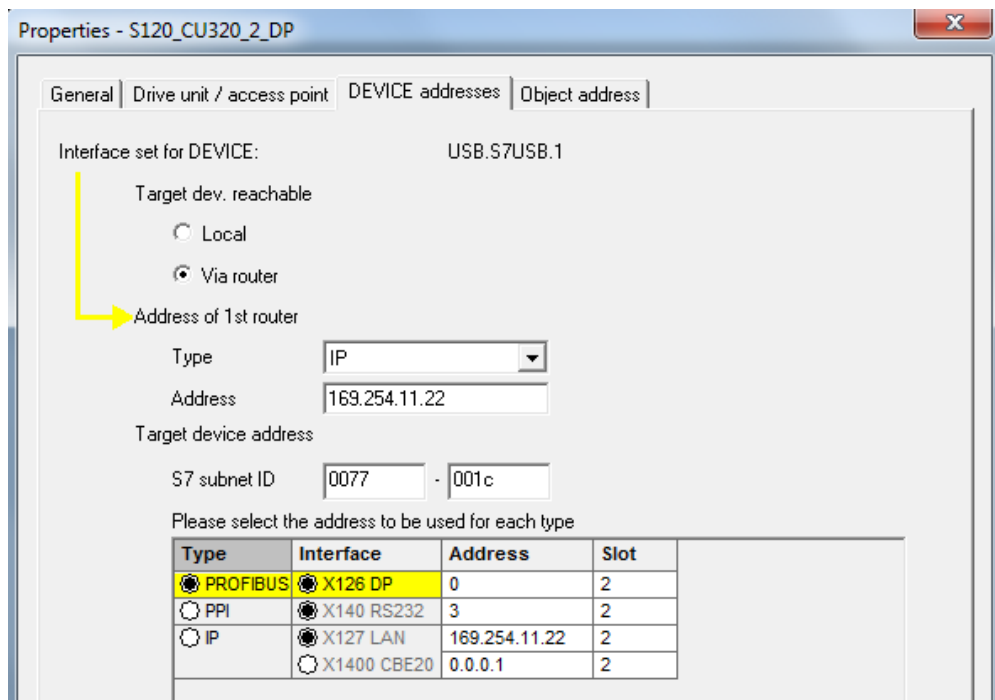 Properties - S120_CU320_2_DP
X
General Drive unit / access point DEVICE addresses Object address
Interface set for DEVICE: USB.S7USB.1
Target dev. reachable
Local
Via router
Address of 1st router
Type IP
Address 169.254.11.22
Target device address
S7 subnet ID 0077 - 001c
Please select the address to be used for each type
Type Interface Address Slot
PROFIBUS X126 DP 0 2
PPI X140 RS232 3 2
IP X127 LAN 169.254.11.22 2
X1400 CBE20 0.0.0.1 2